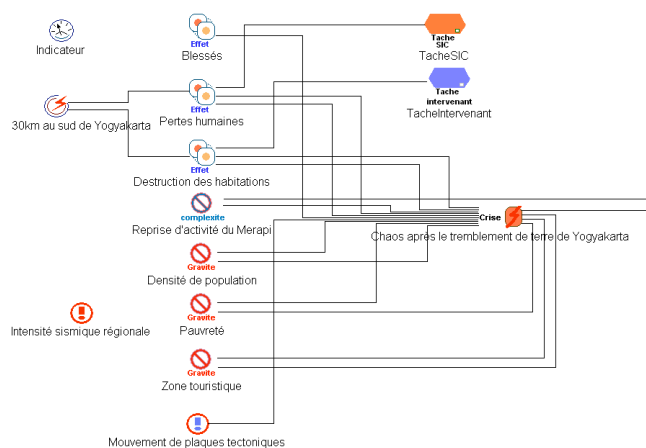 Indicateur
Effet
Blessés
Tache
SIC
TacheSIC
30km au sud de Yogyakarta
Effet
Pertes humaines
Tache
intervenant
TacheIntervenant
Effet
Destruction des habitations
complexite
Reprise d'activité du Merapi
Crise
Chaos après le tremblement de terre de Yogyakarta
Gravite
Densité de population
Intensité sismique régionale
Gravite
Pauvreté
Gravite
Zone touristique
Mouvement de plaques tectoniques